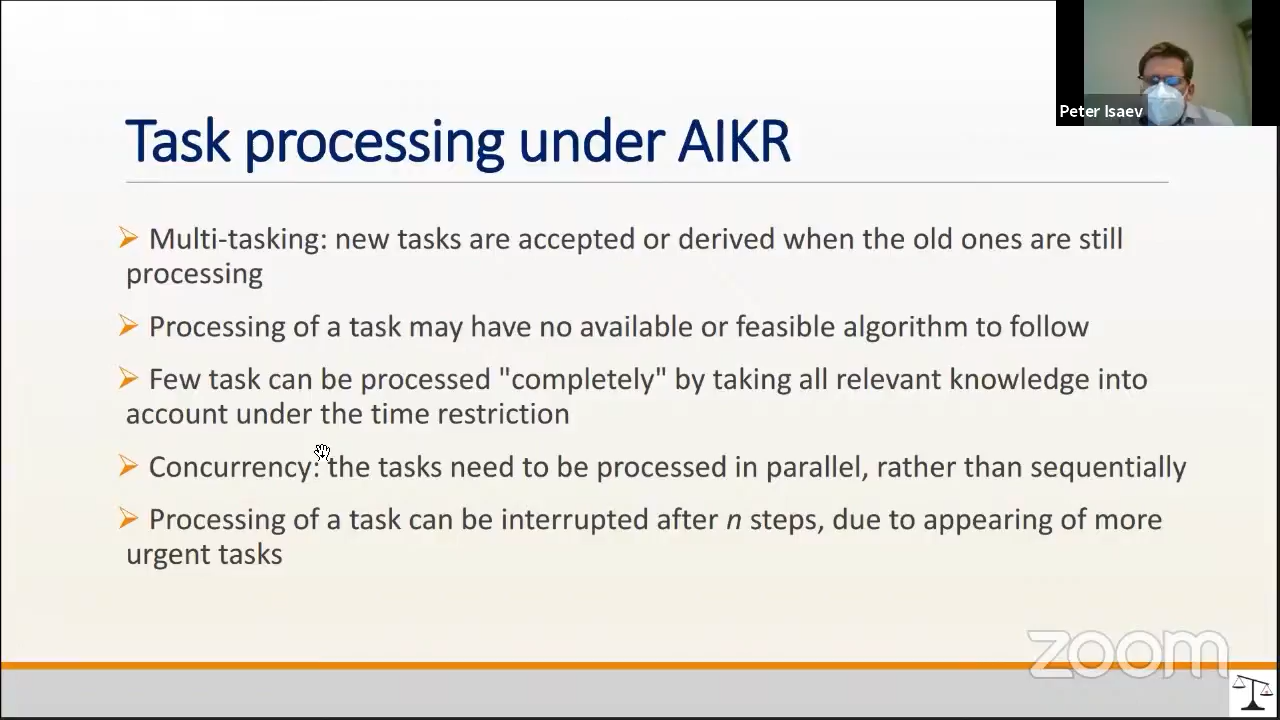 Peter Isaev
Task processing under AIKR
Multi-tasking: new tasks are accepted or derived when the old ones are still
processing
Processing of a task may have no available or feasible algorithm to follow
Few task can be processed "completely" by taking all relevant knowledge into
account under the time restriction
Concurrency: the tasks need to be processed in parallel, rather than sequentially
Processing of a task can be interrupted after n steps, due to appearing of more
urgent tasks
zoom